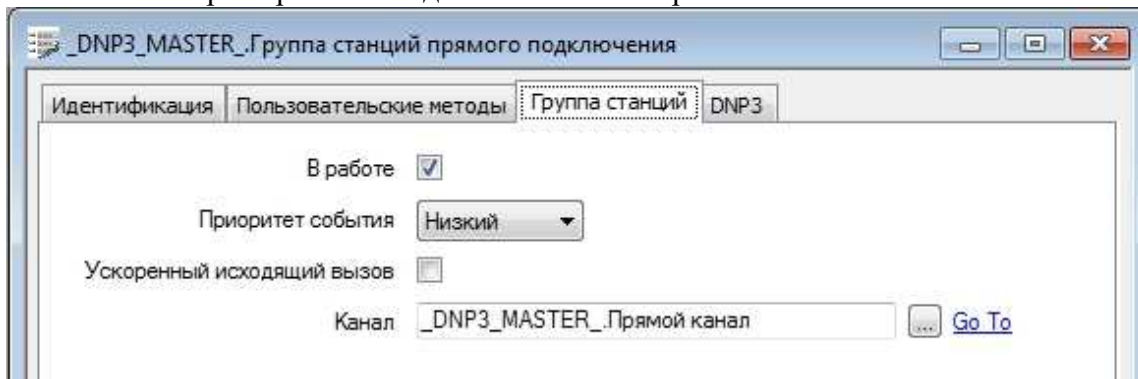 _DNP3_MASTER_.Группа станций прямого подключения
Идентификация Пользовательские методы Группа станций DNP3
В работе
Приоритет события Низкий
Ускоренный исходящий вызов
Канал _DNP3_MASTER_.Прямой канал ... Go To